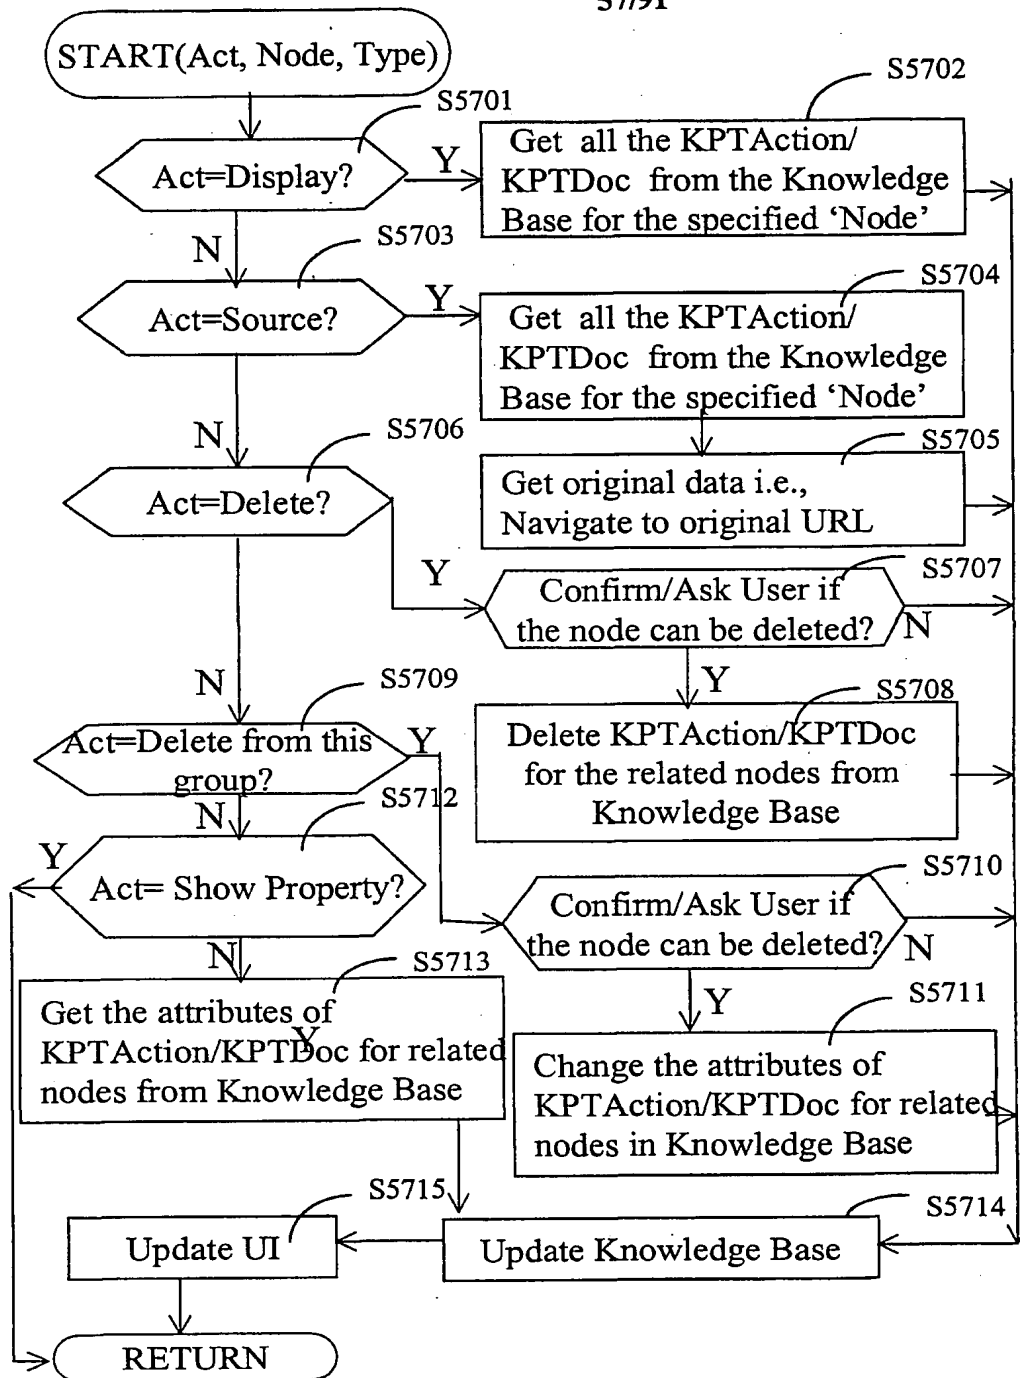 57/91
START(Act, Node, Type)
S5701
S5702
Act=Display?
Y
Get all the KPTAction/
KPTDoc from the Knowledge
Base for the specified ‘Node’
N
S5703
S5704
Act=Source?
Y
Get all the KPTAction/
KPTDoc from the Knowledge
Base for the specified ‘Node’
N
S5706
S5705
Act=Delete?
Get original data i.e.,
Navigate to original URL
Y
S5707
Confirm/Ask User if
the node can be deleted?
N
N
S5709
Y
S5708
Act=Delete from this
group?
Y
Delete KPTAction/KPTDoc
for the related nodes from
Knowledge Base
N
S5712
Y
Act= Show Property?
S5710
Confirm/Ask User if
the node can be deleted?
N
N
S5713
Y
S5711
Get the attributes of
Y
KPTAction/KPTDoc for related
nodes from Knowledge Base
Change the attributes of
KPTAction/KPTDoc for related
nodes in Knowledge Base
S5715
S5714
Update UI
Update Knowledge Base
RETURN